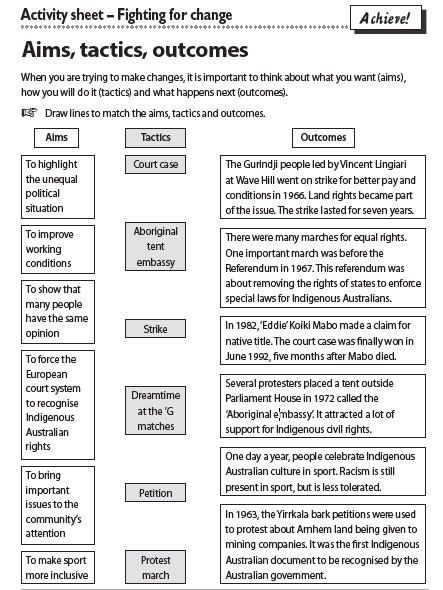 Activity sheet – Fighting for change
Achieve!
Aims, tactics, outcomes
When you are trying to make changes, it is important to think about what you want (aims),
how you will do it (tactics) and what happens next (outcomes).
Draw lines to match the aims, tactics and outcomes.
Aims
To highlight
the unequal
political
situation
To improve
working
conditions
To show that
many people
have the same
opinion
To force the
European
court system
to recognise
Indigenous
Australian
rights
To bring
important
issues to the
community's
attention
To make sport
more inclusive
Tactics
Court case
Aboriginal
tent
embassy
Strike
Dreamtime
at the 'G
matches
Petition
Protest
march
Outcomes
The Gurindji people led by Vincent Lingiari
at Wave Hill went on strike for better pay and
conditions in 1966. Land rights became part
of the issue. The strike lasted for seven years.
There were many marches for equal rights.
One important march was before the
Referendum in 1967. This referendum was
about removing the rights of states to enforce
special laws for Indigenous Australians.
In 1982, 'Eddie' Koiki Mabo made a claim for
native title. The court case was finally won in
June 1992, five months after Mabo died.
Several protesters placed a tent outside
Parliament House in 1972 called the
'Aboriginal embassy'. It attracted a lot of
support for Indigenous civil rights.
One day a year, people celebrate Indigenous
Australian culture in sport. Racism is still
present in sport, but is less tolerated.
In 1963, the Yirrkala bark petitions were used
to protest about Arnhem land being given to
mining companies. It was the first Indigenous
Australian document to be recognised by the
Australian government.